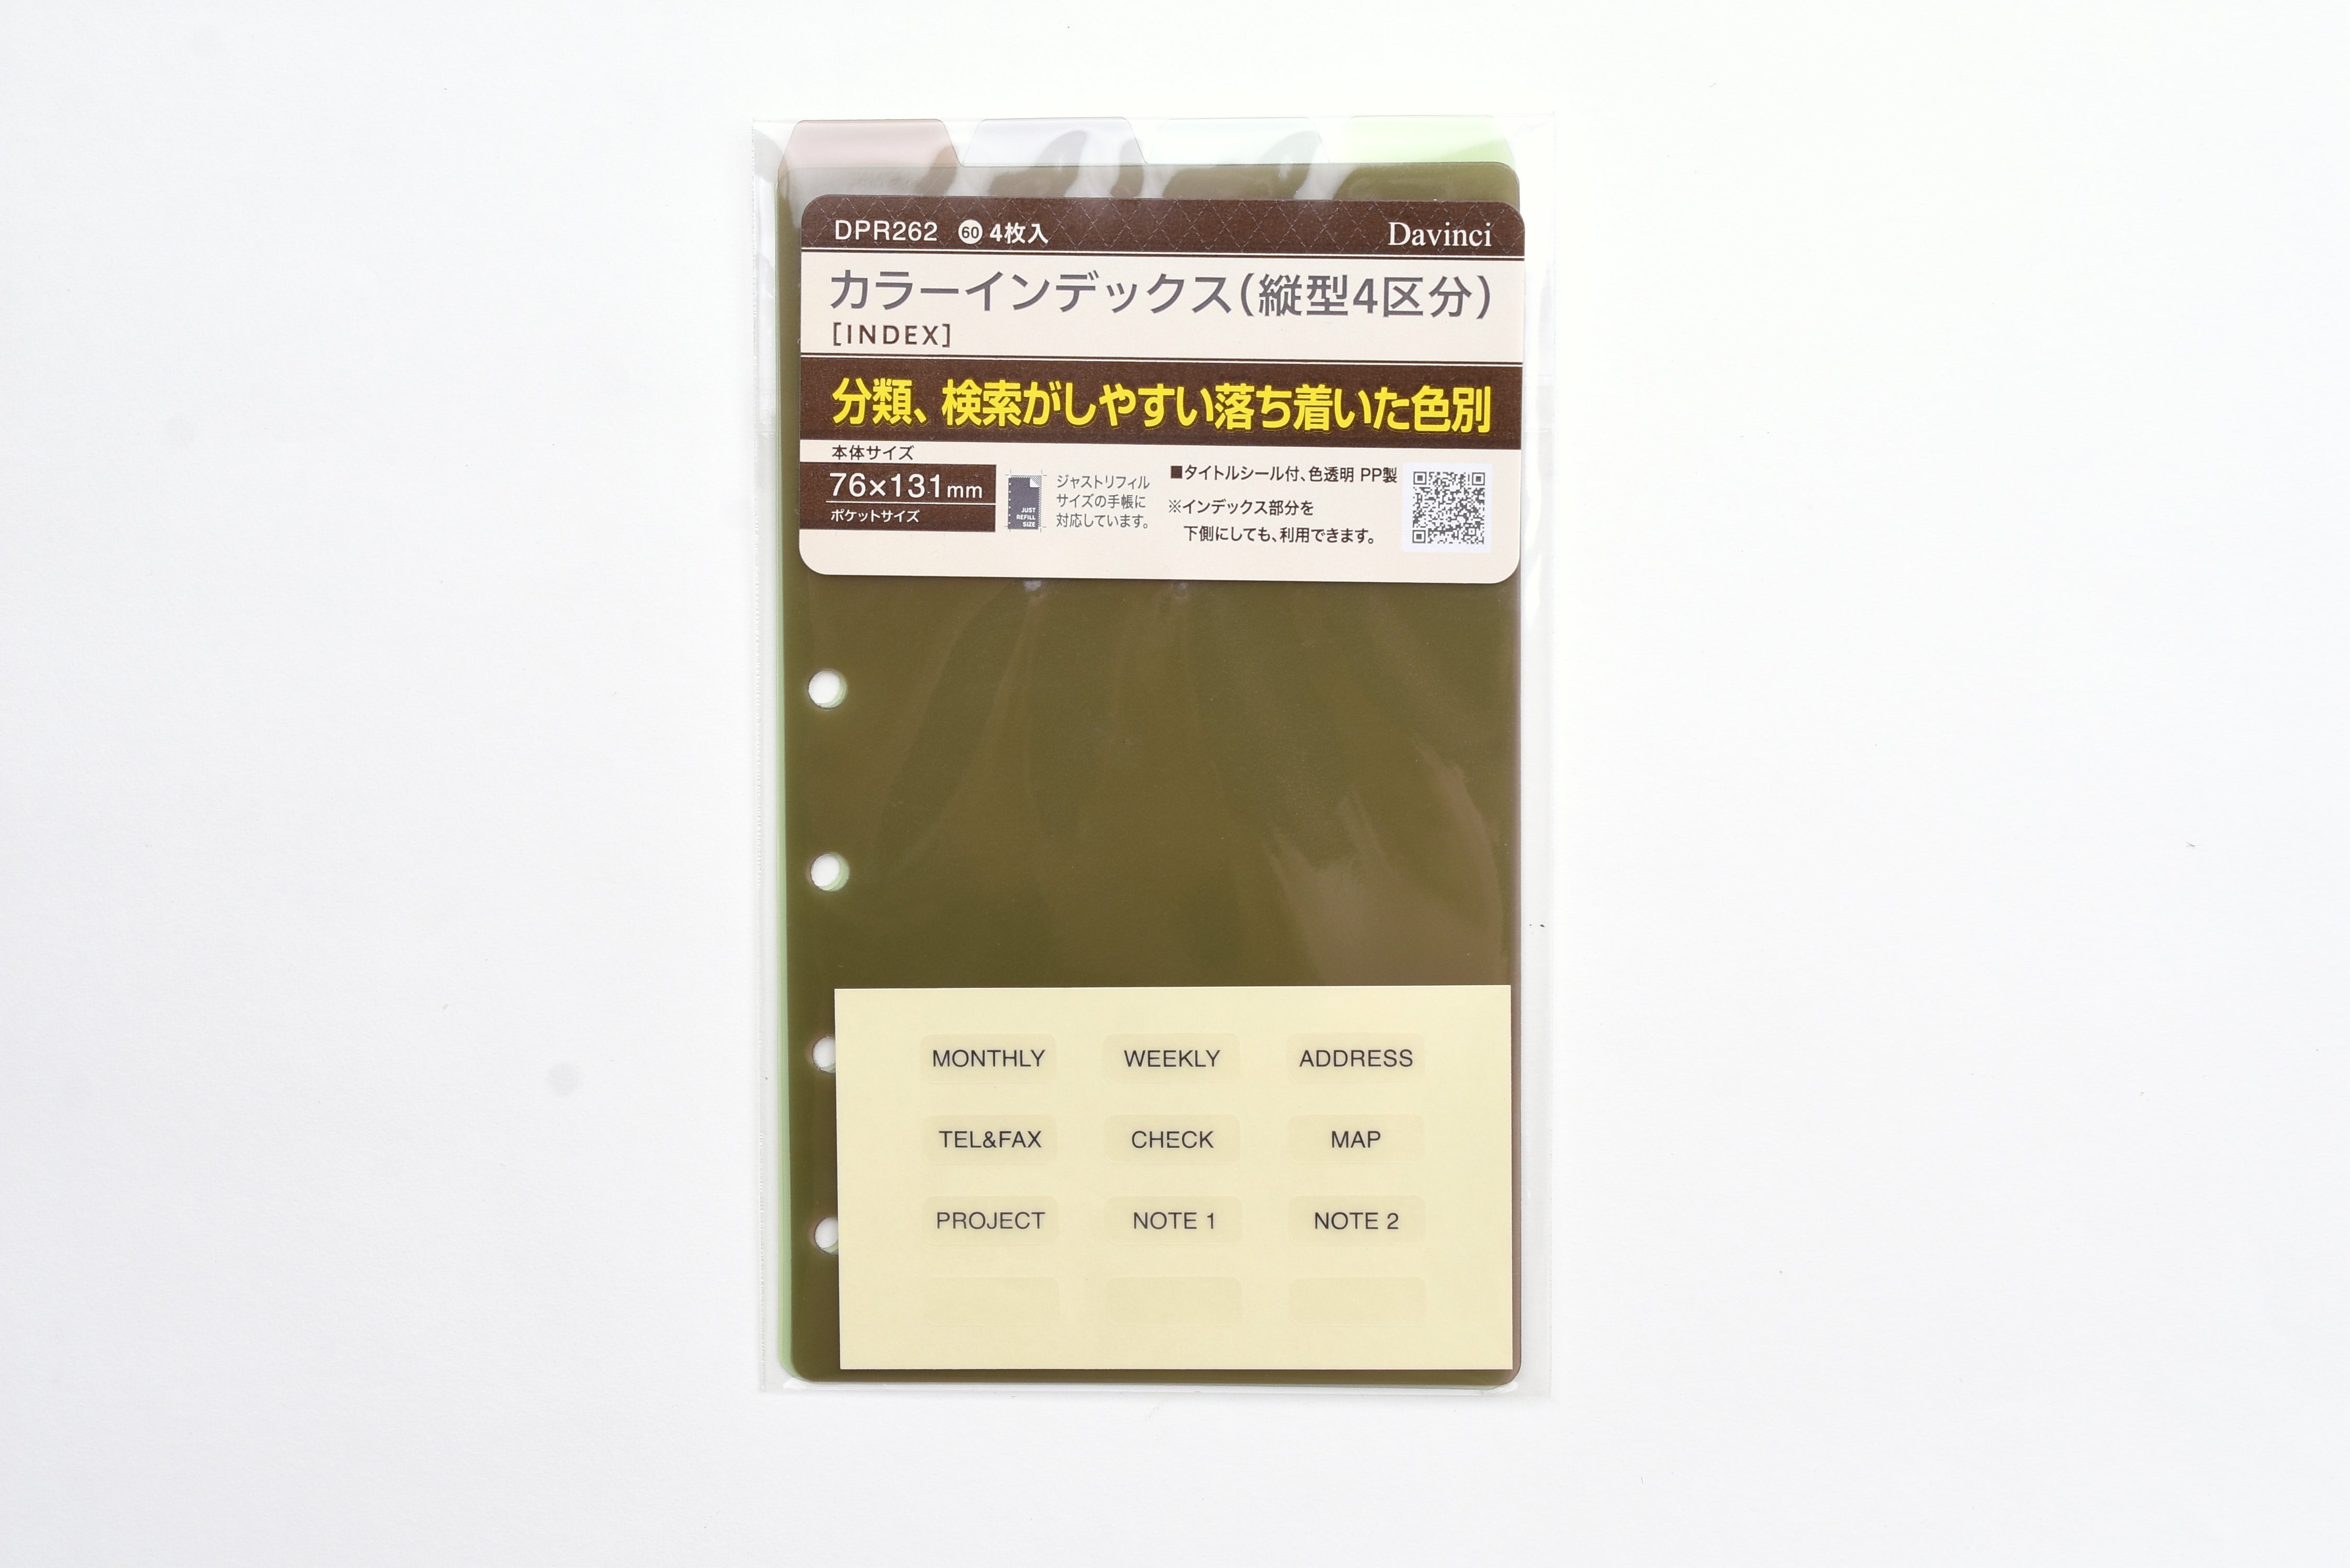 DPR262 60 4枚入 Davinci
カラーインデックス(縦型4区分)
[INDEX]
分類、検索がしやすい落ち着いた色別
本体サイズ
76×131mm
ポケットサイズ
JUST
REFILL
SIZE
ジャストリフィル
サイズの手帳に
対応しています。
■タイトルシール付、色透明 PP製
※インデックス部分を
下側にしても、利用できます。
MONTHLY WEEKLY ADDRESS
TEL&FAX CHECK MAP
PROJECT NOTE 1 NOTE 2